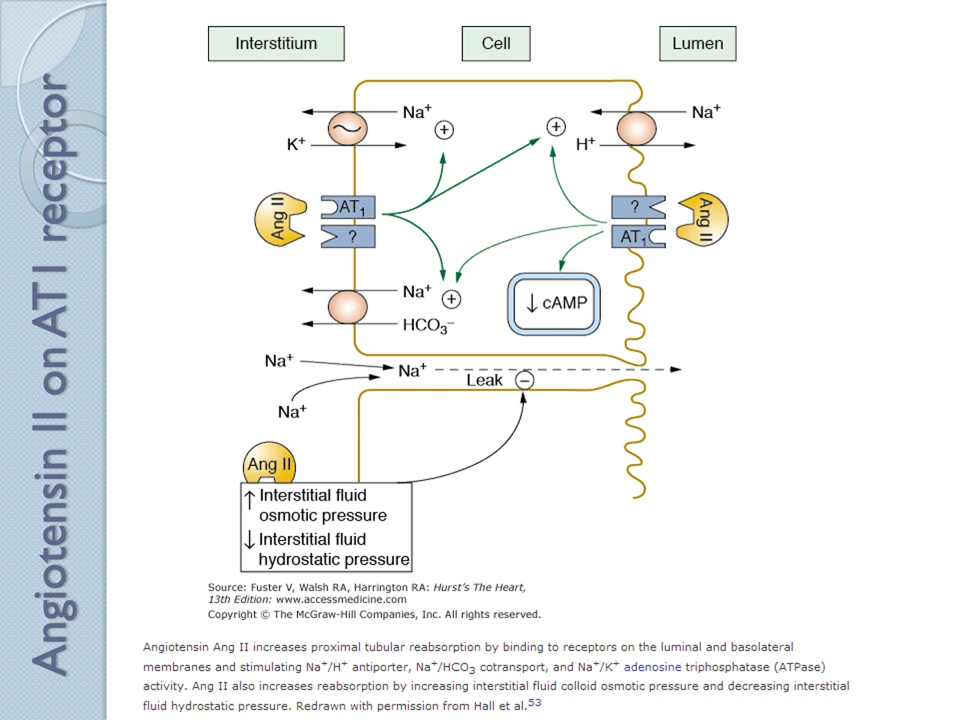 Angiotensin II on AT1 receptor
Interstitium
Cell
Lumen
Na⁺
K⁺
+
+
Na⁺
H⁺
Ang II
AT₁
?
?
AT₁
Ang II
Na⁺
HCO₃⁻
+
↓ cAMP
Na⁺
Na⁺
Leak
−
Na⁺
Ang II
↑ Interstitial fluid
osmotic pressure
↓ Interstitial fluid
hydrostatic pressure
Source: Fuster V, Walsh RA, Harrington RA: Hurst's The Heart,
13th Edition: www.accessmedicine.com
Copyright © The McGraw-Hill Companies, Inc. All rights reserved.
Angiotensin Ang II increases proximal tubular reabsorption by binding to receptors on the luminal and basolateral
membranes and stimulating Na⁺/H⁺ antiporter, Na⁺/HCO₃ cotransport, and Na⁺/K⁺ adenosine triphosphatase (ATPase)
activity. Ang II also increases reabsorption by increasing interstitial fluid colloid osmotic pressure and decreasing interstitial
fluid hydrostatic pressure. Redrawn with permission from Hall et al.⁵³